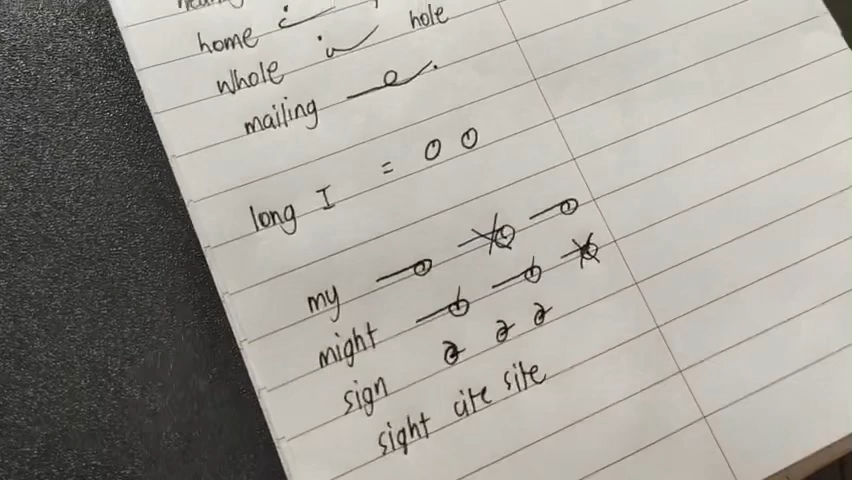 home
whole hole
mailing
long I =
my
might
sign
sight cite site